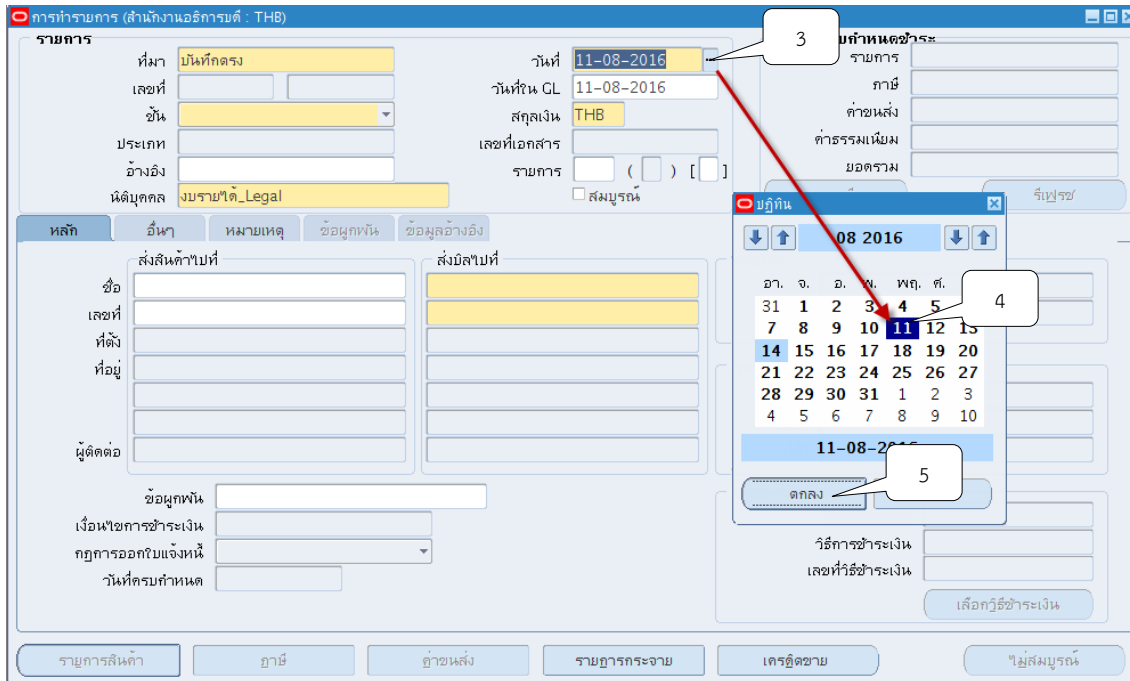 การทำรายการ (สำนักงานอธิการบดี : THB)
รายการ
ที่มา บันทึกตรง
เลขที่
ชั้น
ประเภท
อ้างอิง
นิติบุคคล งบรายได้_Legal
วันที่ 11-08-2016
วันที่ใน GL 11-08-2016
สกุลเงิน THB
เลขที่เอกสาร
รายการ ( ) [ ]
สมบูรณ์
3
บกำหนดชำระ
รายการ
ภาษี
ค่าขนส่ง
ค่าธรรมเนียม
ยอดรวม
รีเฟรช
หลัก อื่นๆ หมายเหตุ ข้อผูกพัน ข้อมูลอ้างอิง
ส่งสินค้าไปที่ ส่งบิลไปที่
ชื่อ
เลขที่
ที่ตั้ง
ที่อยู่
ผู้ติดต่อ
ข้อผูกพัน
เงื่อนไขการชำระเงิน
กฎการออกใบแจ้งหนี้
วันที่ครบกำหนด
ปฏิทิน
08 2016
อา. จ. อ. พ. พฤ. ศ.
31 1 2 3 4 5
7 8 9 10 11 12 13
14 15 16 17 18 19 20
21 22 23 24 25 26 27
28 29 30 31 1 2 3
4 5 6 7 8 9 10
4
11-08-2016
5
ตกลง
วิธีการชำระเงิน
เลขที่วิธีชำระเงิน
เลือกวิธีชำระเงิน
รายการสินค้า ภาษี ค่าขนส่ง รายการกระจาย เครดิตขาย ไม่สมบูรณ์